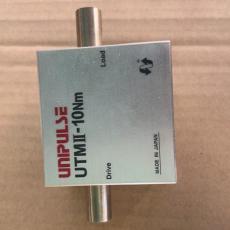 Load
UNIPULSE
UTMII-10Nm
Drive
MADE IN JAPAN